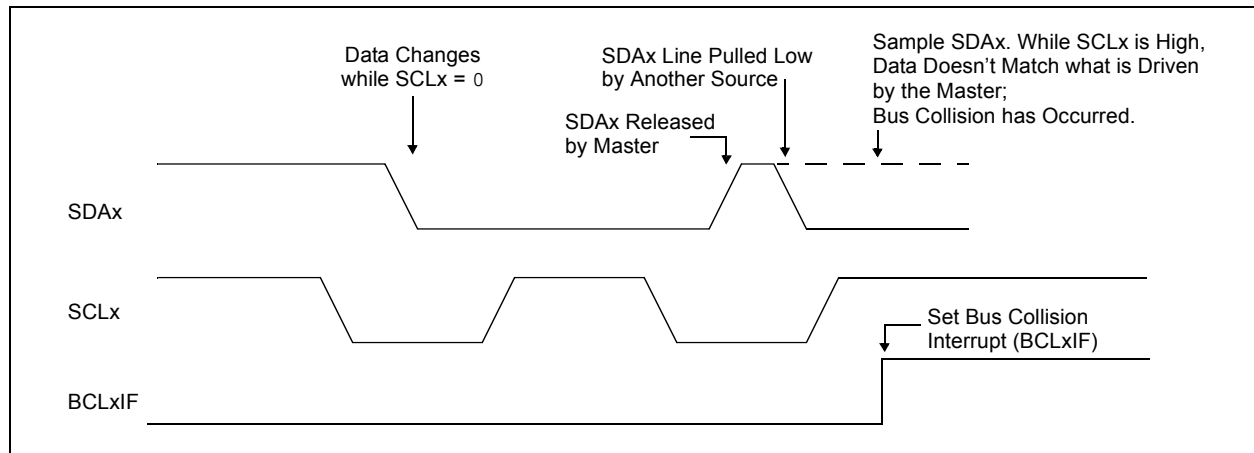 Data Changes
while SCLx = 0
SDAx Line Pulled Low
by Another Source
Sample SDAx. While SCLx is High,
Data Doesn’t Match what is Driven
by the Master;
Bus Collision has Occurred.
SDAx Released
by Master
SDAx
SCLx
Set Bus Collision
Interrupt (BCLxIF)
BCLxIF